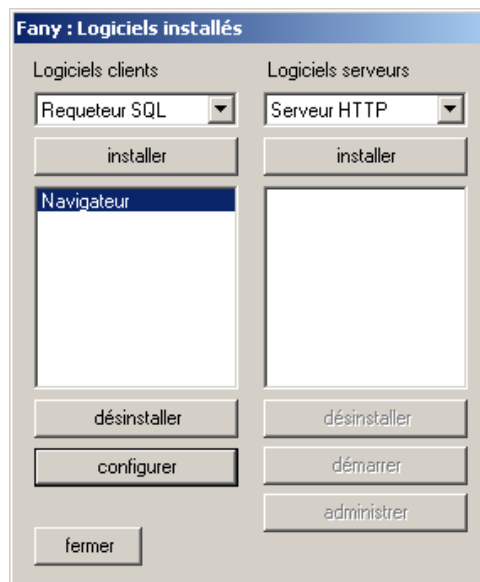 Fany : Logiciels installés
Logiciels clients
Logiciels serveurs
Requeteur SQL
Serveur HTTP
installer
installer
Navigateur
désinstaller
désinstaller
configurer
démarrer
administrer
fermer